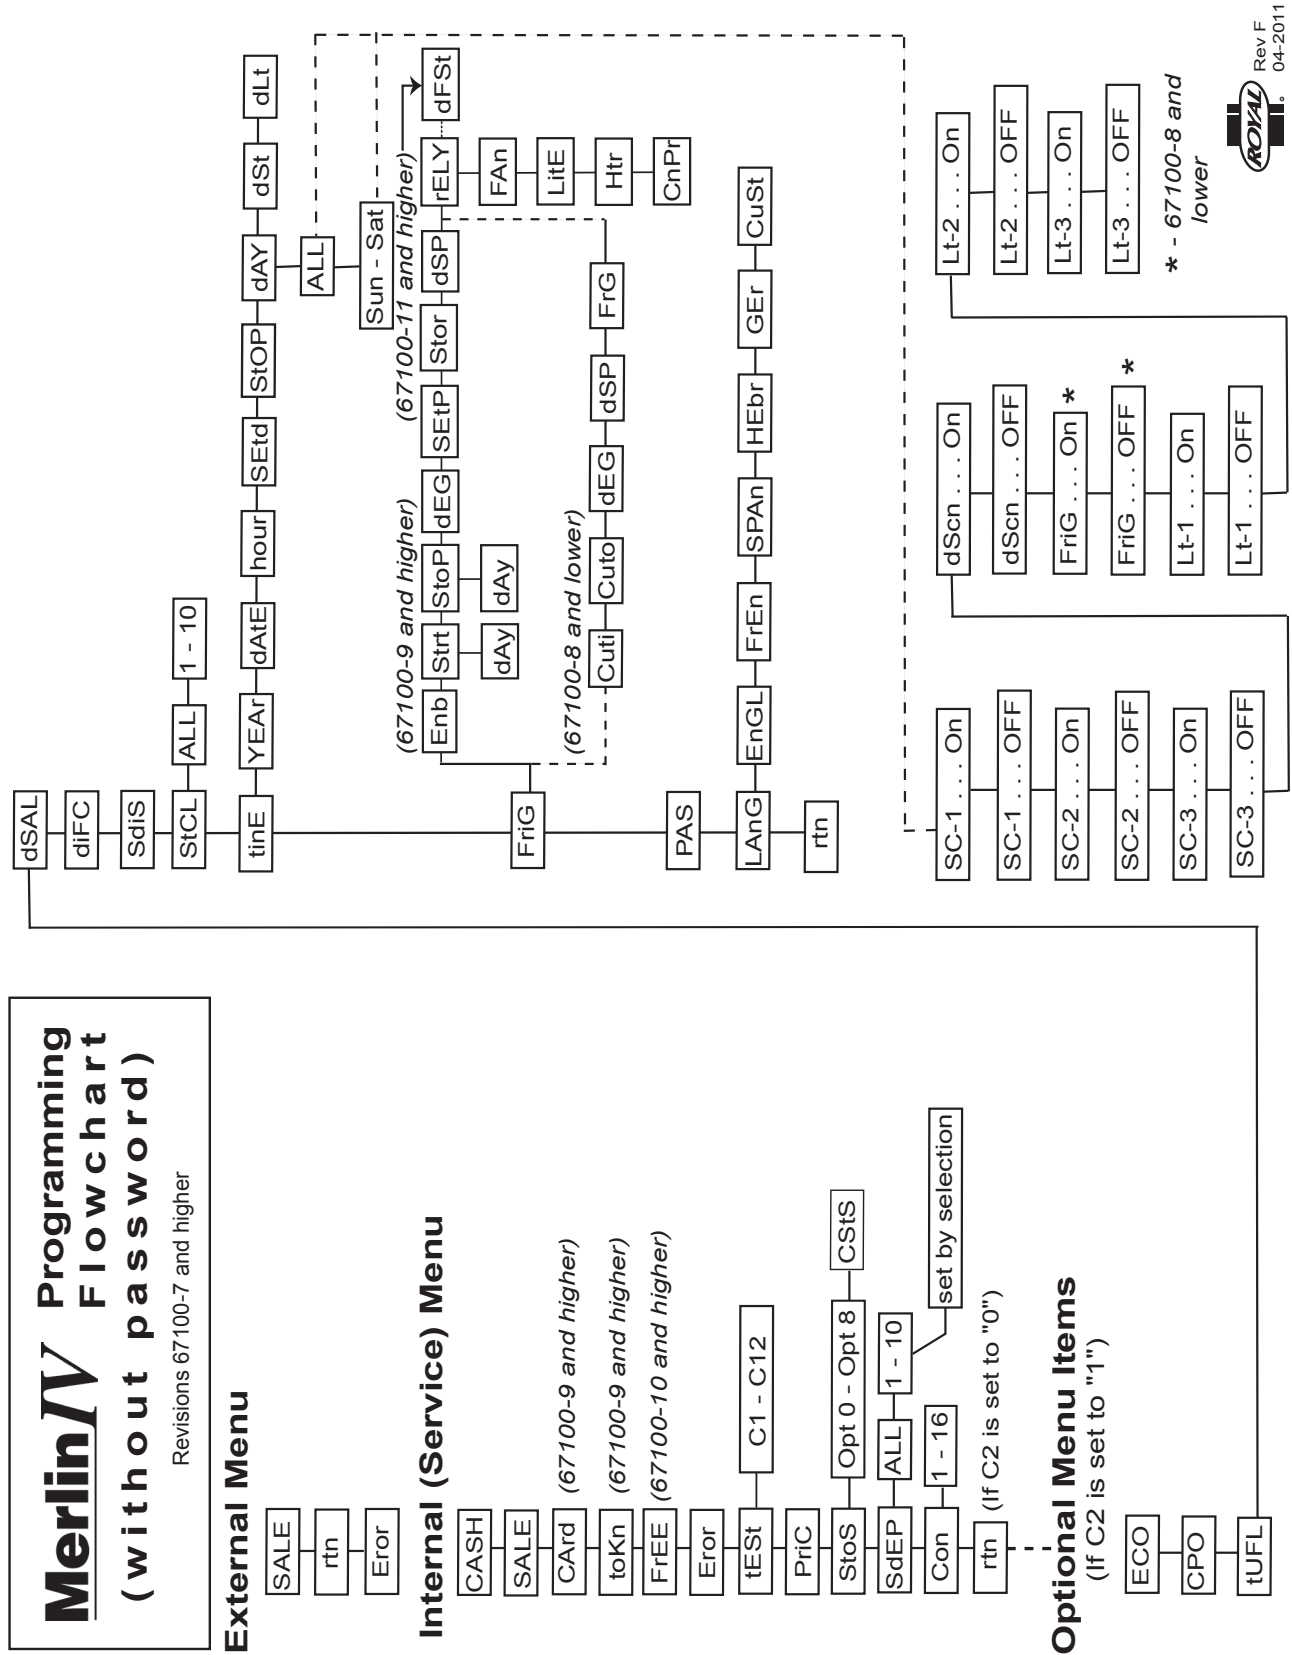 MerlinIV Programming
Flowchart
(without password)
Revisions 67100-7 and higher
External Menu
SALE
rtn
Eror
Internal (Service) Menu
CASH
SALE
CArd (67100-9 and higher)
toKn (67100-9 and higher)
FrEE (67100-10 and higher)
Eror
tESt C1 - C12
PriC
StoS Opt 0 - Opt 8 CStS
SdEP ALL 1 - 10
set by selection
Con 1 - 16
rtn (If C2 is set to "0")
Optional Menu Items
(If C2 is set to "1")
ECO
CPO
tUFL
dSAL
diFC
SdiS
StCL ALL 1 - 10
tinE YEAr dAtE hour SEtd StOP dAY dSt dLt
ALL
Sun - Sat
(67100-9 and higher) (67100-11 and higher)
Enb Strt StoP dEG SEtP Stor dSP rELY dFSt
dAy dAy
FAn
LitE
Htr
CnPr
FriG
(67100-8 and lower)
Cuti Cuto dEG dSP FrG
PAS
LAnG EnGL FrEn SPAn HEbr GEr CuSt
rtn
SC-1 . . . On
SC-1 . . . OFF
SC-2 . . . On
SC-2 . . . OFF
SC-3 . . . On
SC-3 . . . OFF
dScn . . . On
dScn . . . OFF
FriG . . . On *
FriG . . . OFF *
Lt-1 . . . On
Lt-1 . . . OFF
Lt-2 . . . On
Lt-2 . . . OFF
Lt-3 . . . On
Lt-3 . . . OFF
* - 67100-8 and
lower
ROYAL
Rev F
04-2011